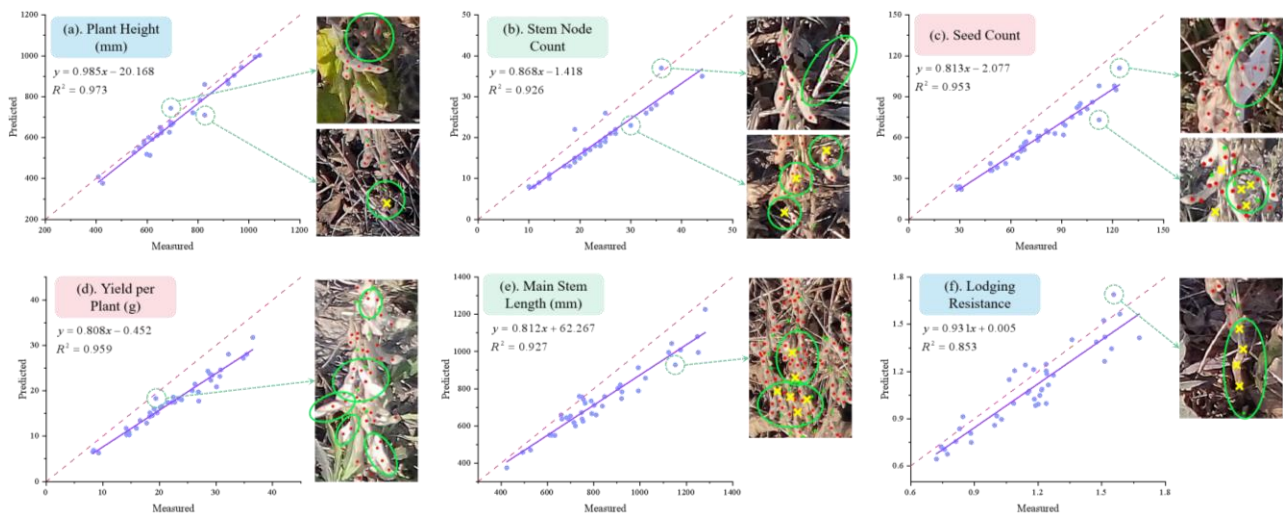 (a). Plant Height
(mm)
y = 0.985x − 20.168
R² = 0.973
Predicted
1200
1000
800
600
400
200
200
400
600
800
1000
1200
Measured
(b). Stem Node
Count
y = 0.868x − 1.418
R² = 0.926
Predicted
50
40
30
20
10
0
0
10
20
30
40
50
Measured
(c). Seed Count
y = 0.813x − 2.077
R² = 0.953
Predicted
150
120
90
60
30
0
0
30
60
90
120
150
Measured
(d). Yield per
Plant (g)
y = 0.808x − 0.452
R² = 0.959
Predicted
40
30
20
10
0
0
10
20
30
40
Measured
(e). Main Stem
Length (mm)
y = 0.812x + 62.267
R² = 0.927
Predicted
1400
1200
1000
800
600
400
400
600
800
1000
1200
1400
Measured
(f). Lodging
Resistance
y = 0.931x + 0.005
R² = 0.853
Predicted
1.8
1.5
1.2
0.9
0.6
0.6
0.9
1.2
1.5
1.8
Measured